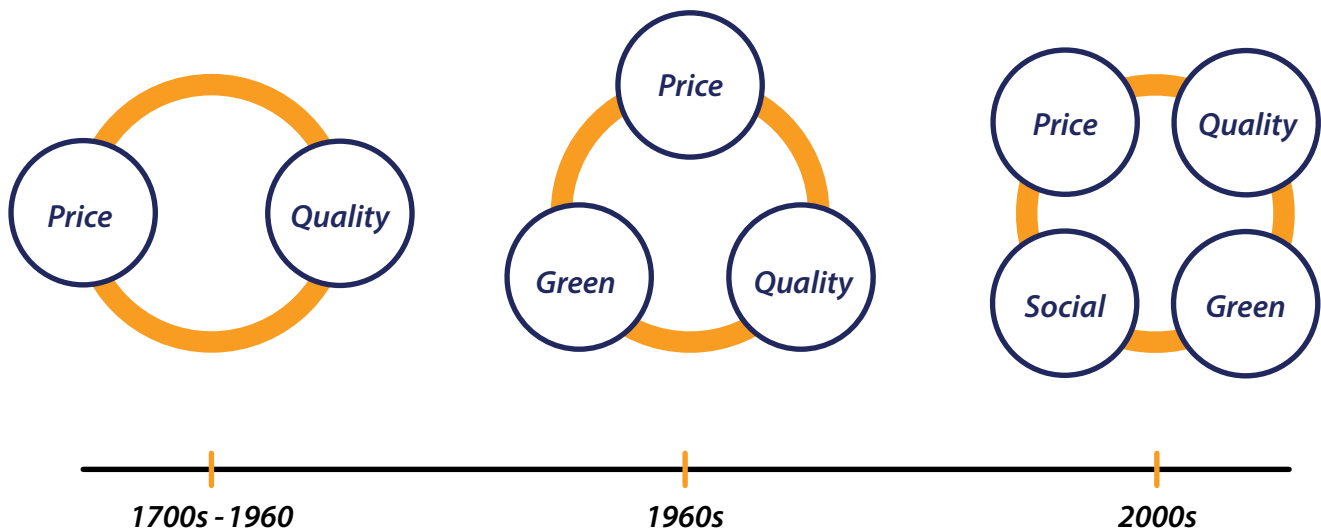 Price
Quality
Price
Green
Quality
Price
Quality
Social
Green
1700s - 1960
1960s
2000s